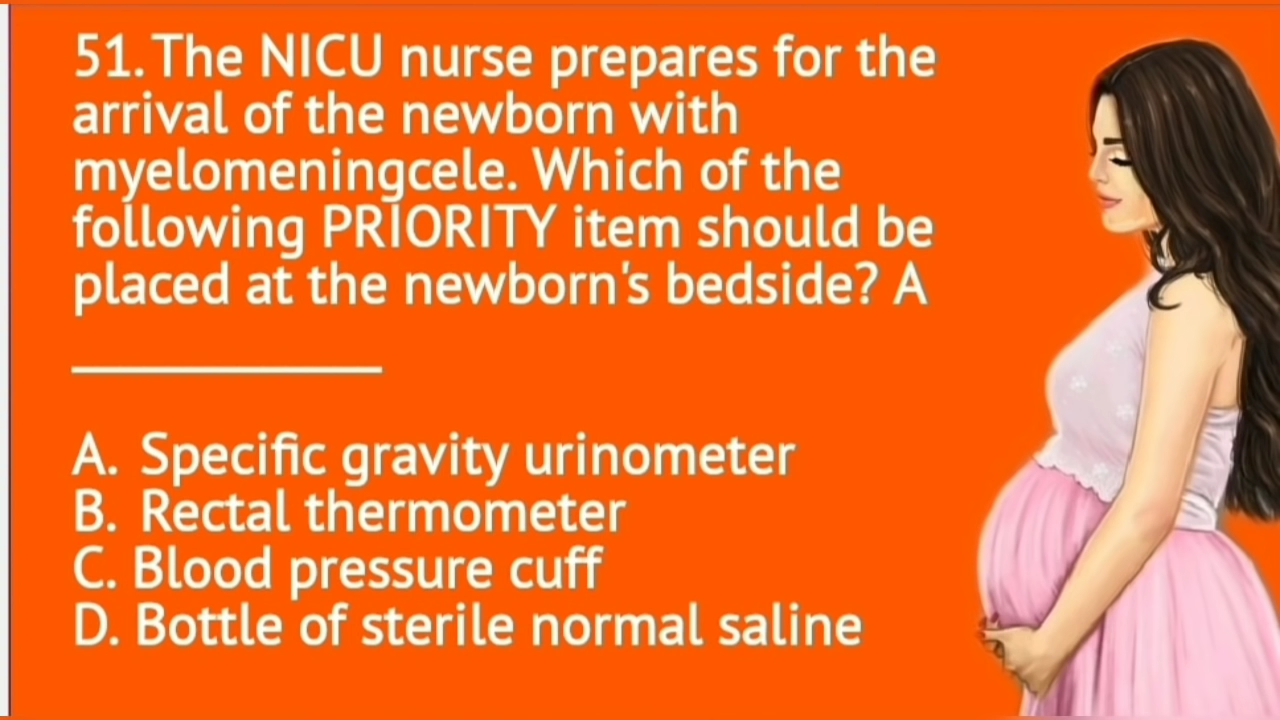 51. The NICU nurse prepares for the
arrival of the newborn with
myelomeningcele. Which of the
following PRIORITY item should be
placed at the newborn's bedside? A
____________
A. Specific gravity urinometer
B. Rectal thermometer
C. Blood pressure cuff
D. Bottle of sterile normal saline